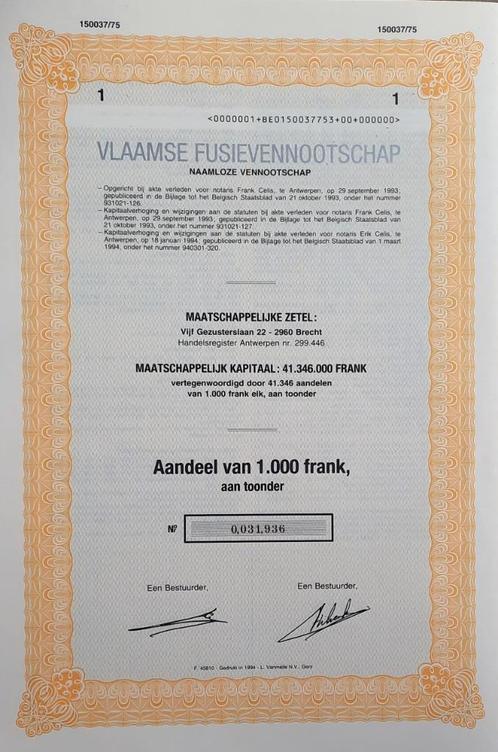 150037/75
150037/75
1
1
<0000001+BE0150037753+00+000000>
VLAAMSE FUSIEVENNOOTSCHAP
NAAMLOZE VENNOOTSCHAP
– Opgericht bij akte verleden voor notaris Frank Celis, te Antwerpen, op 29 september 1993;
gepubliceerd in de Bijlage tot het Belgisch Staatsblad van 21 oktober 1993, onder het nummer
931021-126.
– Kapitaalverhoging en wijzigingen aan de statuten bij akte verleden voor notaris Frank Celis, te
Antwerpen, op 29 september 1993; gepubliceerd in de Bijlage tot het Belgisch Staatsblad van
21 oktober 1993, onder het nummer 931021-127.
– Kapitaalverhoging en wijzigingen aan de statuten bij akte verleden voor notaris Erik Celis, te
Antwerpen, op 18 januari 1994; gepubliceerd in de Bijlage tot het Belgisch Staatsblad van 1 maart
1994, onder het nummer 940301-320.
MAATSCHAPPELIJKE ZETEL:
Vijf Gezusterslaan 22 - 2960 Brecht
Handelsregister Antwerpen nr. 299.446
MAATSCHAPPELIJK KAPITAAL: 41.346.000 FRANK
vertegenwoordigd door 41.346 aandelen
van 1.000 frank elk, aan toonder
Aandeel van 1.000 frank,
aan toonder
Nº 0,031,936
Een Bestuurder,
Een Bestuurder,
F. 45810 - Gedrukt in 1994 - L. Vanmelle N.V., Gent